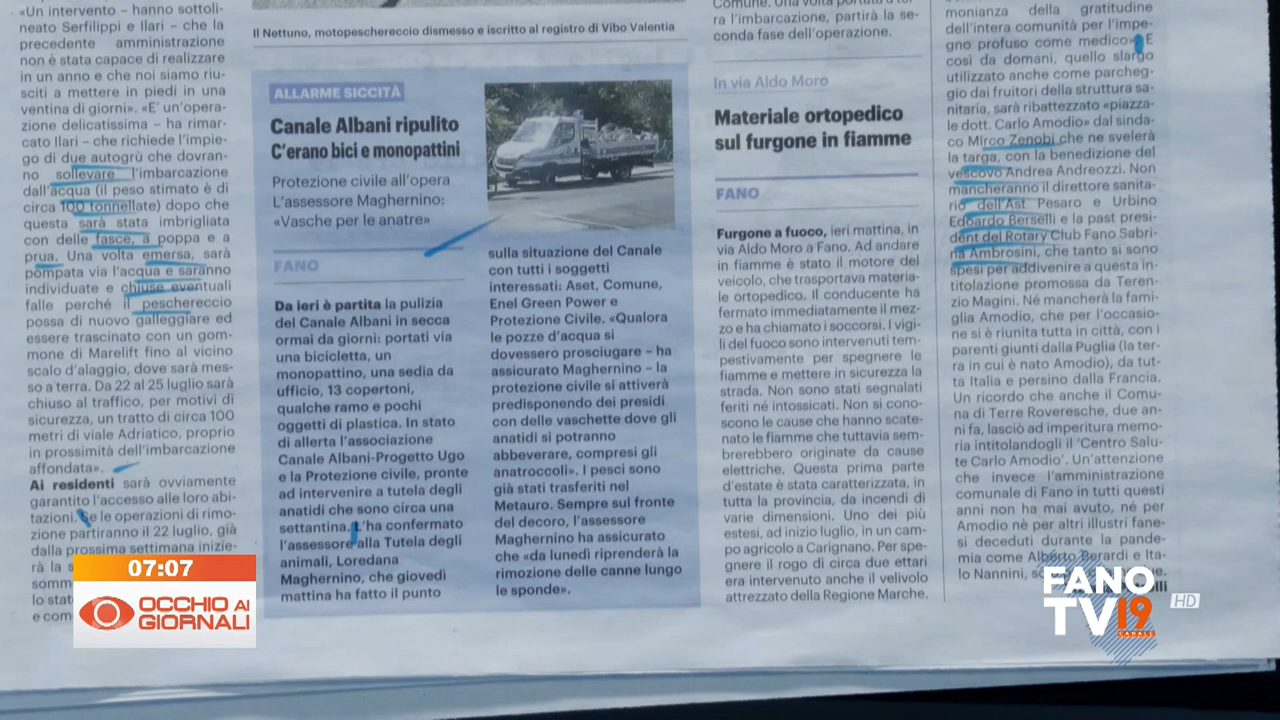 «Un intervento – hanno sottoli-
neato Serfilippi e Ilari – che la
precedente amministrazione
non è stata capace di realizzare
in un anno e che noi siamo riu-
sciti a mettere in piedi in una
ventina di giorni». «E' un'opera-
zione delicatissima – ha rimar-
cato Ilari – che richiede l'impie-
go di due autogrù che dovran-
no sollevare l'imbarcazione
dall'acqua (il peso stimato è di
circa 100 tonnellate) dopo che
questa sarà stata imbrigliata
con delle fasce, a poppa e a
prua. Una volta emersa, sarà
pompata via l'acqua e saranno
individuate e chiuse eventuali
falle perché il peschereccio
possa di nuovo galleggiare ed
essere trascinato con un gom-
mone di Marelift fino al vicino
scalo d'alaggio, dove sarà mes-
so a terra. Da 22 al 25 luglio sarà
chiuso al traffico, per motivi di
sicurezza, un tratto di circa 100
metri di viale Adriatico, proprio
in prossimità dell'imbarcazione
affondata».
Ai residenti sarà ovviamente
garantito l'accesso alle loro abi-
tazioni. Se le operazioni di rimo-
zione partiranno il 22 luglio, già
dalla prossima settimana inizie-
rà la
somm
lo stat
e com
Il Nettuno, motopeschereccio dismesso e iscritto al registro di Vibo Valentia
ALLARME SICCITÀ
Canale Albani ripulito
C'erano bici e monopattini
Protezione civile all'opera
L'assessore Maghernino:
«Vasche per le anatre»
FANO
Da ieri è partita la pulizia
del Canale Albani in secca
ormai da giorni: portati via
una bicicletta, un
monopattino, una sedia da
ufficio, 13 copertoni,
qualche ramo e pochi
oggetti di plastica. In stato
di allerta l'associazione
Canale Albani-Progetto Ugo
e la Protezione civile, pronte
ad intervenire a tutela degli
anatidi che sono circa una
settantina. L'ha confermato
l'assessore alla Tutela degli
animali, Loredana
Maghernino, che giovedì
mattina ha fatto il punto
sulla situazione del Canale
con tutti i soggetti
interessati: Aset, Comune,
Enel Green Power e
Protezione Civile. «Qualora
le pozze d'acqua si
dovessero prosciugare – ha
assicurato Maghernino – la
protezione civile si attiverà
predisponendo dei presidi
con delle vaschette dove gli
anatidi si potranno
abbeverare, compresi gli
anatroccoli». I pesci sono
già stati trasferiti nel
Metauro. Sempre sul fronte
del decoro, l'assessore
Maghernino ha assicurato
che «da lunedì riprenderà la
rimozione delle canne lungo
le sponde».
Comune. Una volta portata a ter-
ra l'imbarcazione, partirà la se-
conda fase dell'operazione.
In via Aldo Moro
Materiale ortopedico
sul furgone in fiamme
FANO
Furgone a fuoco, ieri mattina, in
via Aldo Moro a Fano. Ad andare
in fiamme è stato il motore del
veicolo, che trasportava materia-
le ortopedico. Il conducente ha
fermato immediatamente il mez-
zo e ha chiamato i soccorsi. I vigi-
li del fuoco sono intervenuti tem-
pestivamente per spegnere le
fiamme e mettere in sicurezza la
strada. Non sono stati segnalati
feriti né intossicati. Non si cono-
scono le cause che hanno scate-
nato le fiamme che tuttavia sem-
brerebbero originate da cause
elettriche. Questa prima parte
d'estate è stata caratterizzata, in
tutta la provincia, da incendi di
varie dimensioni. Uno dei più
estesi, ad inizio luglio, in un cam-
po agricolo a Carignano. Per spe-
gnere il rogo di circa due ettari
era intervenuto anche il velivolo
attrezzato della Regione Marche.
monianza della gratitudine
dell'intera comunità per l'impe-
gno profuso come medico». E
così da domani, quello slargo
utilizzato anche come parcheg-
gio dai fruitori della struttura sa-
nitaria, sarà ribattezzato «piazza-
le dott. Carlo Amodio» dal sinda-
co Mirco Zenobi che ne svelerà
la targa, con la benedizione del
vescovo Andrea Andreozzi. Non
mancheranno il direttore sanita-
rio dell'Ast Pesaro e Urbino
Edoardo Berselli e la past presi-
dent del Rotary Club Fano Sabri-
na Ambrosini, che tanto si sono
spesi per addivenire a questa in-
titolazione promossa da Teren-
zio Magini. Né mancherà la fami-
glia Amodio, che per l'occasio-
ne si è riunita tutta in città, con i
parenti giunti dalla Puglia (la ter-
ra in cui è nato Amodio), da tut-
ta Italia e persino dalla Francia.
Un ricordo che anche il Comu-
na di Terre Roveresche, due an-
ni fa, lasciò ad imperitura memo-
ria intitolandogli il 'Centro Salu-
te Carlo Amodio'. Un'attenzione
che invece l'amministrazione
comunale di Fano in tutti questi
anni non ha mai avuto, né per
Amodio nè per altri illustri fane-
si deceduti durante la pande-
mia come Alberto Berardi e Ita-
lo Nannini,
07:07
OCCHIO AI
GIORNALI
FANO
TV19
CANALE
HD